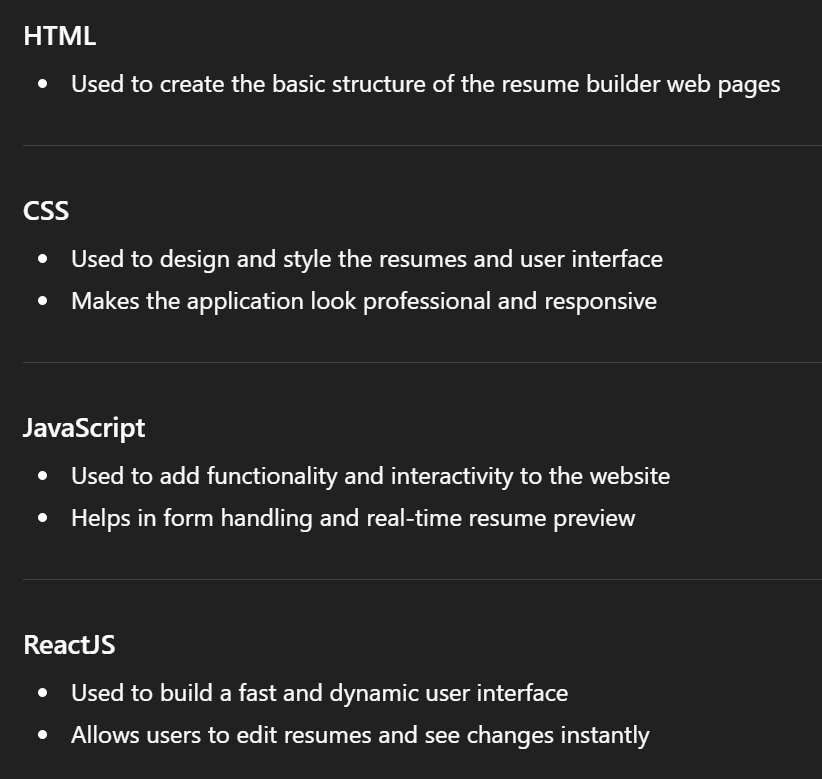 HTML
• Used to create the basic structure of the resume builder web pages
CSS
• Used to design and style the resumes and user interface
• Makes the application look professional and responsive
JavaScript
• Used to add functionality and interactivity to the website
• Helps in form handling and real-time resume preview
ReactJS
• Used to build a fast and dynamic user interface
• Allows users to edit resumes and see changes instantly